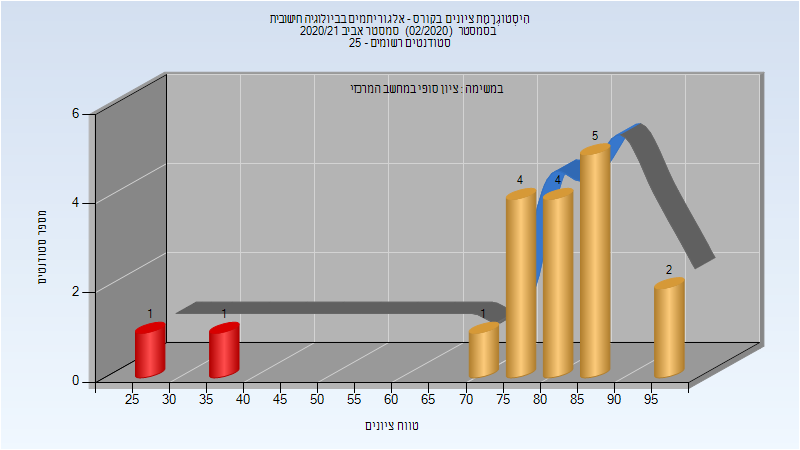 היסטוגרמת ציונים בקורס - אלגוריתמים בביולוגיה חישובית
בסמסטר (02/2020) סמסטר אביב 2020/21
סטודנטים רשומים - 25
במשימה : ציון סופי במחשב המרכזי
מספר סטודנטים
6
4
2
0
1
1
1
4
4
5
2
25 30 35 40 45 50 55 60 65 70 75 80 85 90 95
טווח ציונים